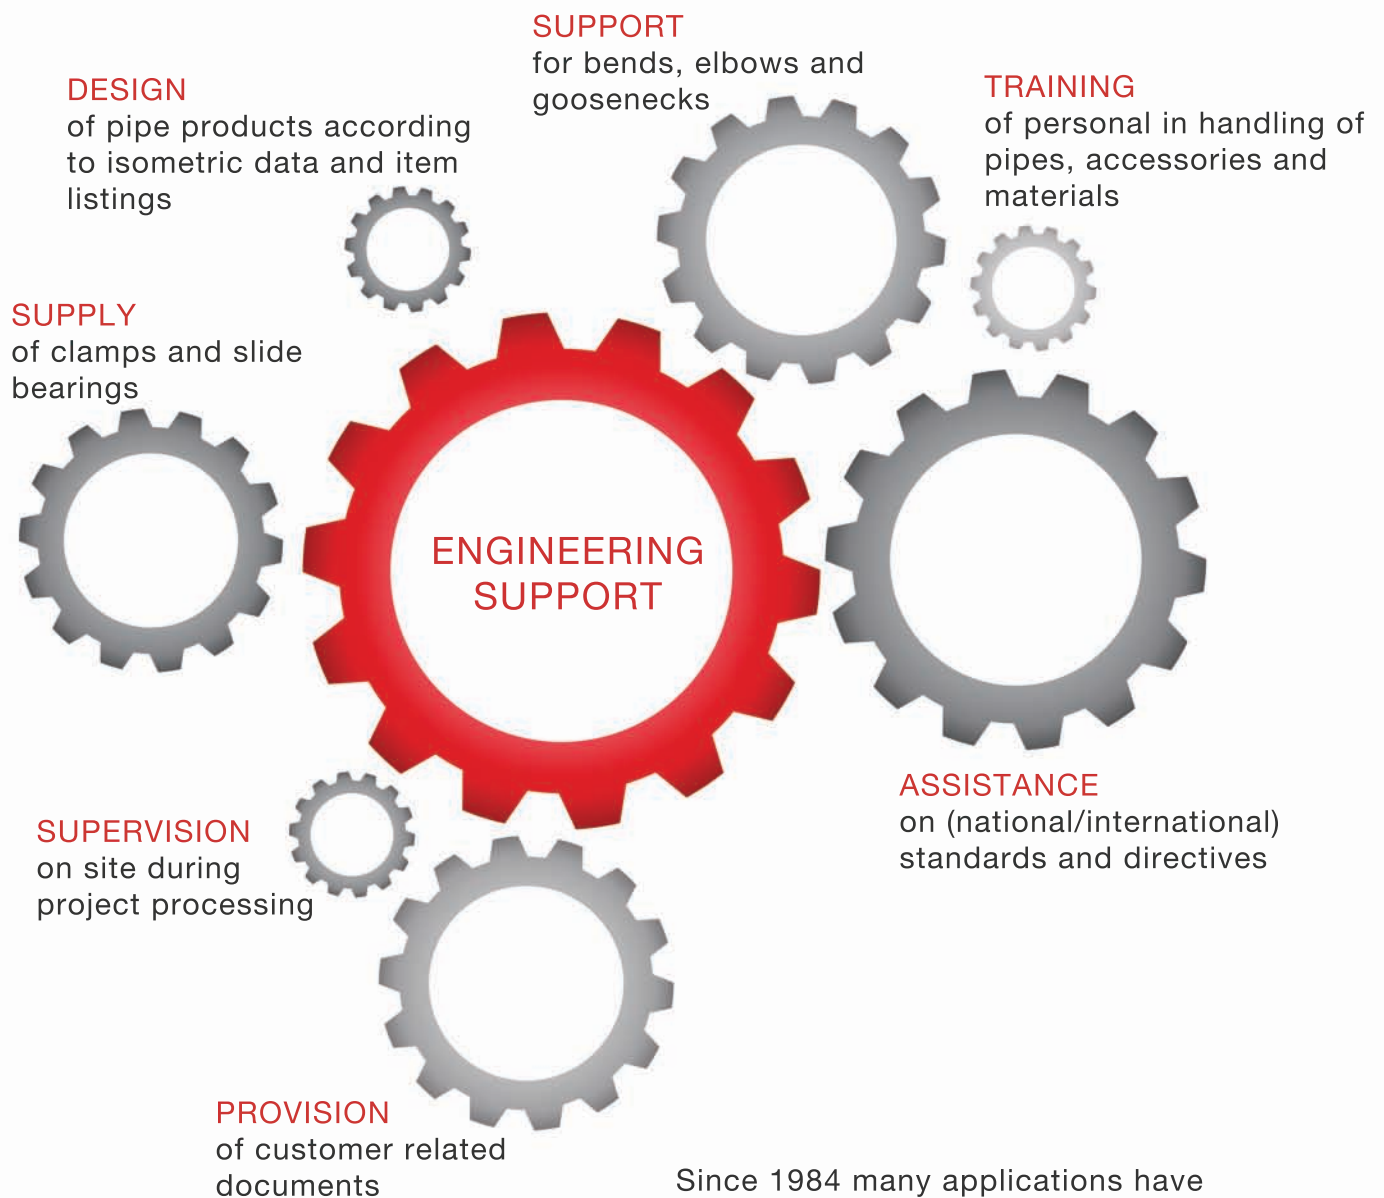 SUPPORT
for bends, elbows and
goosenecks
DESIGN
of pipe products according
to isometric data and item
listings
TRAINING
of personal in handling of
pipes, accessories and
materials
SUPPLY
of clamps and slide
bearings
ENGINEERING
SUPPORT
ASSISTANCE
on (national/international)
standards and directives
SUPERVISION
on site during
project processing
PROVISION
of customer related
documents
Since 1984 many applications have